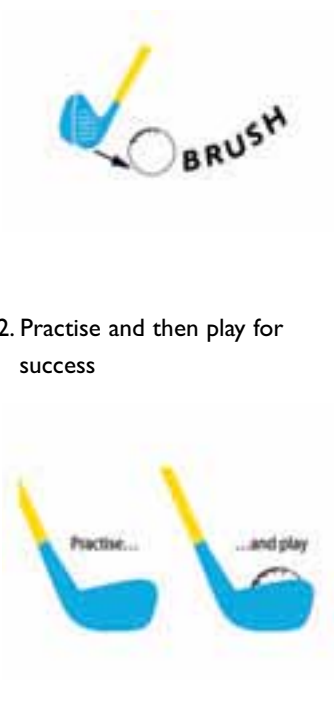 BRUSH
2. Practise and then play for
success
Practise... ...and play